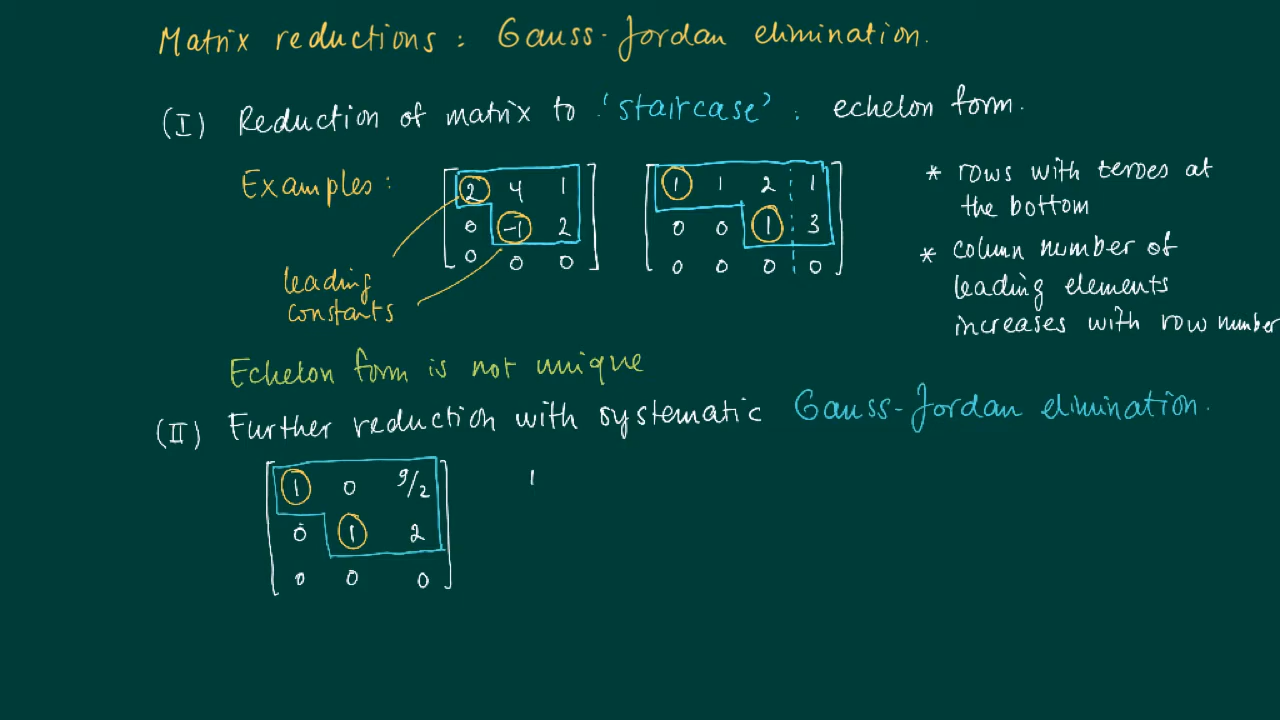 Matrix reductions : Gauss-Jordan elimination.
(I) Reduction of matrix to 'staircase' : echelon form.
Examples :
2 4 1
0 -1 2
0 0 0
1 1 2 1
0 0 1 3
0 0 0 0
leading
constants
* rows with zeroes at
the bottom
* column number of
leading elements
increases with row number
Echelon form is not unique
(II) Further reduction with systematic Gauss-Jordan elimination.
1 0 9/2
0 1 2
0 0 0